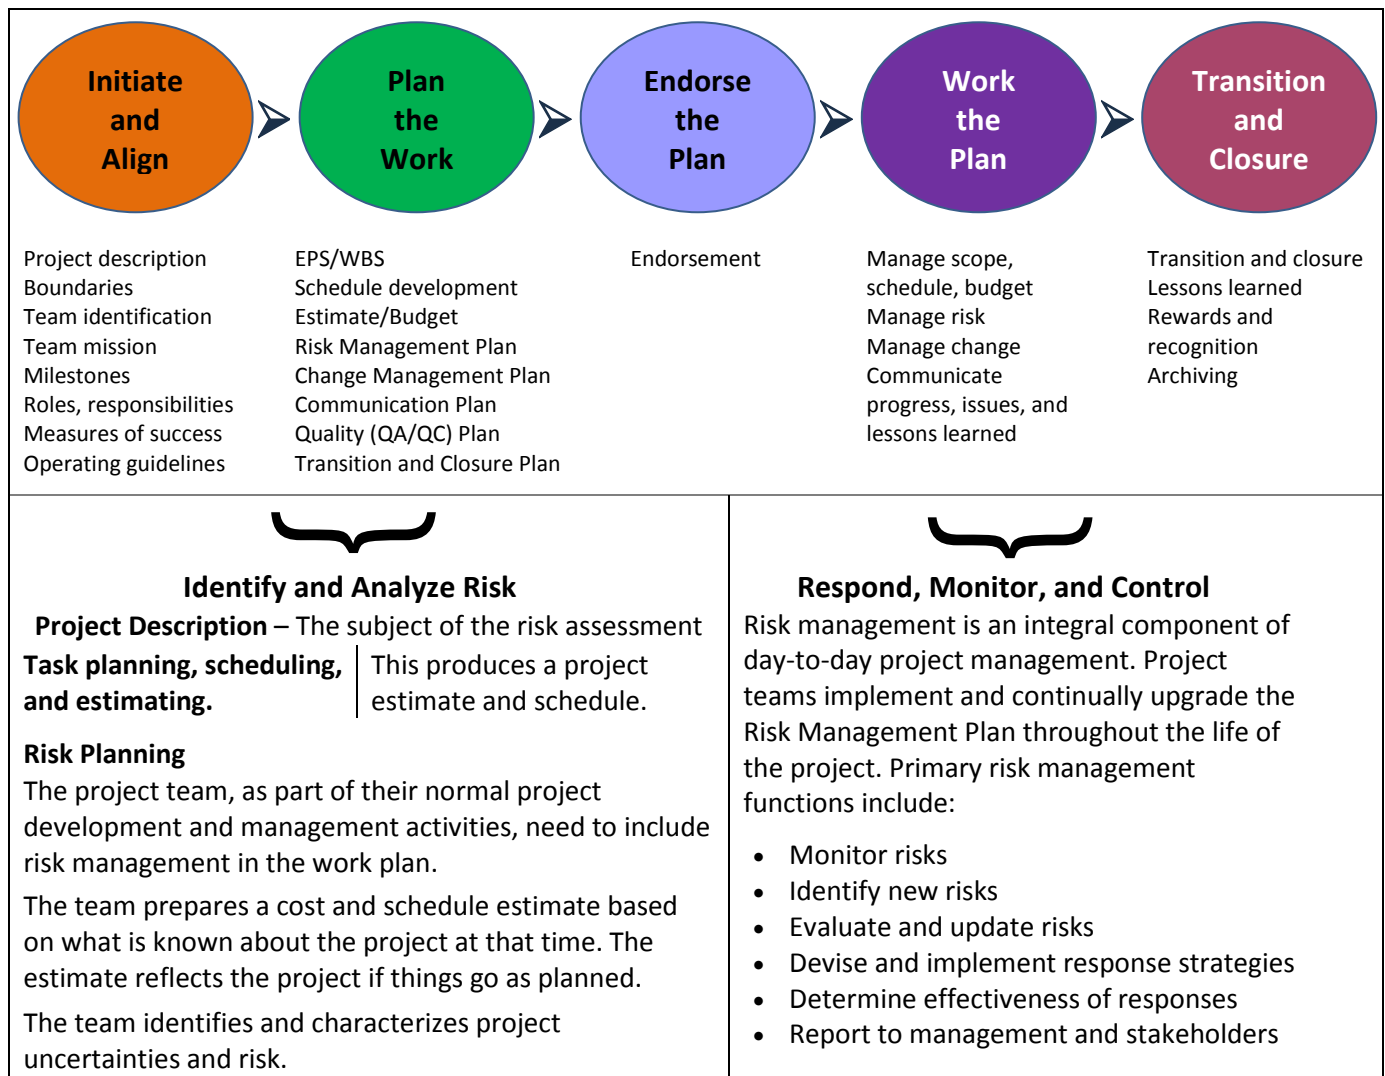 Initiate
and
Align
Plan
the
Work
Endorse
the
Plan
Work
the
Plan
Transition
and
Closure
Project description
Boundaries
Team identification
Team mission
Milestones
Roles, responsibilities
Measures of success
Operating guidelines
EPS/WBS
Schedule development
Estimate/Budget
Risk Management Plan
Change Management Plan
Communication Plan
Quality (QA/QC) Plan
Transition and Closure Plan
Endorsement
Manage scope,
schedule, budget
Manage risk
Manage change
Communicate
progress, issues, and
lessons learned
Transition and closure
Lessons learned
Rewards and
recognition
Archiving
Identify and Analyze Risk
Project Description – The subject of the risk assessment
Task planning, scheduling,
and estimating.
This produces a project
estimate and schedule.
Risk Planning
The project team, as part of their normal project
development and management activities, need to include
risk management in the work plan.
The team prepares a cost and schedule estimate based
on what is known about the project at that time. The
estimate reflects the project if things go as planned.
The team identifies and characterizes project
uncertainties and risk.
Respond, Monitor, and Control
Risk management is an integral component of
day-to-day project management. Project
teams implement and continually upgrade the
Risk Management Plan throughout the life of
the project. Primary risk management
functions include:
• Monitor risks
• Identify new risks
• Evaluate and update risks
• Devise and implement response strategies
• Determine effectiveness of responses
• Report to management and stakeholders